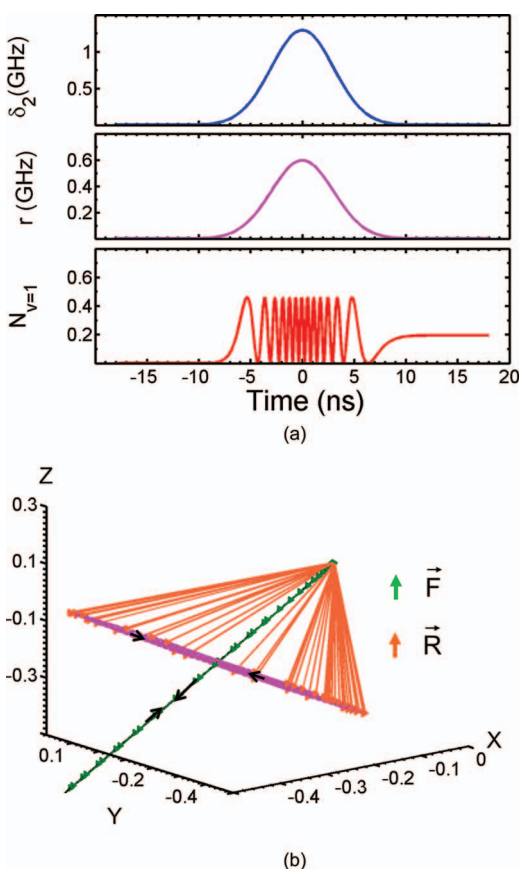 δ₂(GHz)
1
0.5
r (GHz)
0.6
0.4
0.2
N_{v=1}
0.6
0.4
0.2
-15 -10 -5 0 5 10 15 20
Time (ns)
(a)
Z
0.3
0.1
-0.1
-0.3
F⃗
R⃗
X
0
-0.1
-0.2
-0.3
-0.4
0.1
-0.2
-0.4
Y
(b)